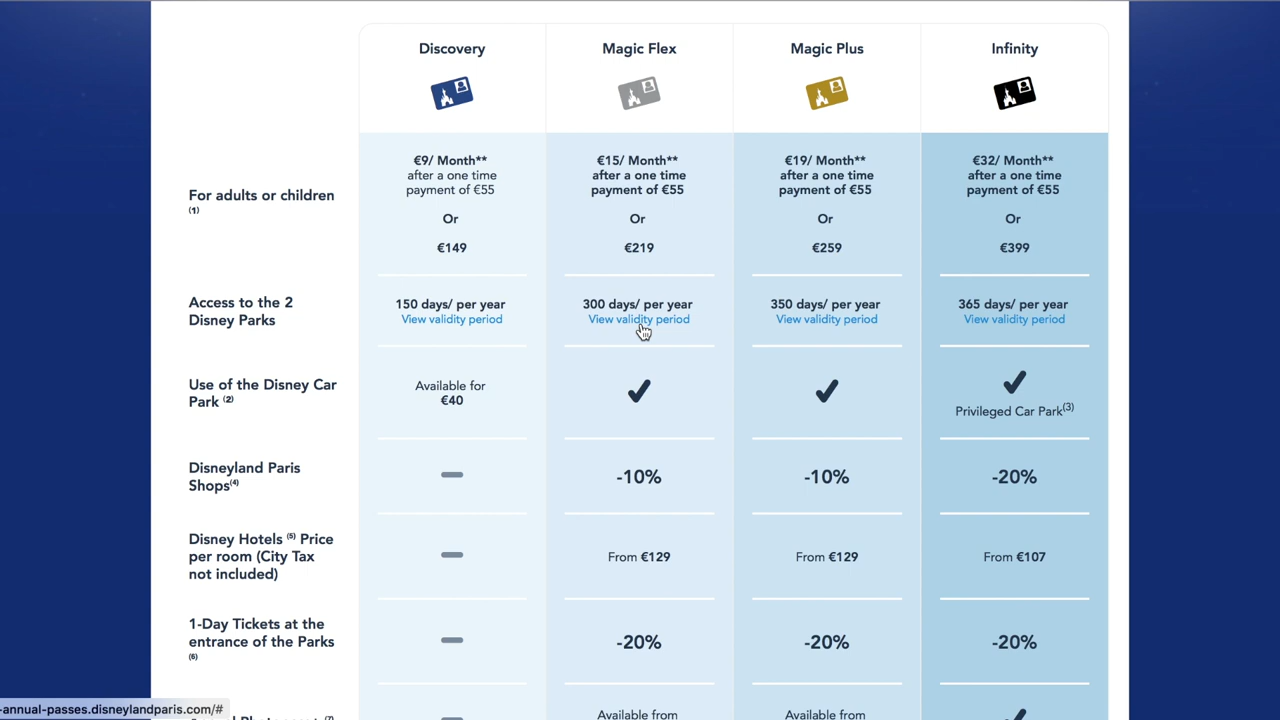 Discovery
Magic Flex
Magic Plus
Infinity
For adults or children
(1)
€9/ Month**
after a one time
payment of €55
Or
€149
€15/ Month**
after a one time
payment of €55
Or
€219
€19/ Month**
after a one time
payment of €55
Or
€259
€32/ Month**
after a one time
payment of €55
Or
€399
Access to the 2
Disney Parks
150 days/ per year
View validity period
300 days/ per year
View validity period
350 days/ per year
View validity period
365 days/ per year
View validity period
Use of the Disney Car
Park (2)
Available for
€40
Privileged Car Park(3)
Disneyland Paris
Shops(4)
-10%
-10%
-20%
Disney Hotels (5) Price
per room (City Tax
not included)
From €129
From €129
From €107
1-Day Tickets at the
entrance of the Parks
(6)
-20%
-20%
-20%
Available from
Available from
-annual-passes.disneylandparis.com/#